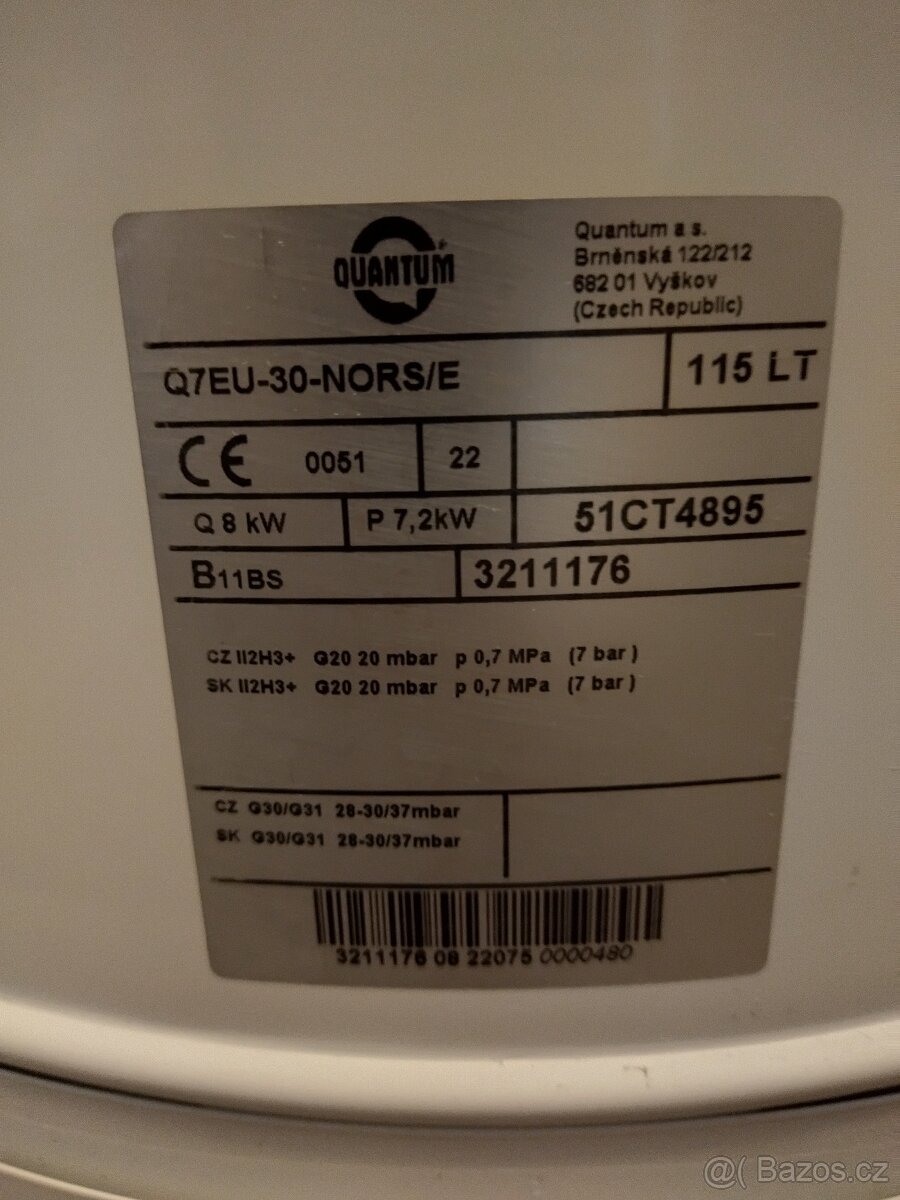 QUANTUM
Quantum a s.
Brněnská 122/212
682 01 Vyškov
(Czech Republic)
Q7EU-30-NORS/E 115 LT
CE 0051 22
Q 8 kW P 7,2kW 51CT4895
B11BS 3211176
CZ II2H3+ G20 20 mbar p 0,7 MPa (7 bar )
SK II2H3+ G20 20 mbar p 0,7 MPa (7 bar )
CZ G30/G31 28-30/37mbar
SK G30/G31 28-30/37mbar
3211176 08 22075 0000480
@( Bazos.cz